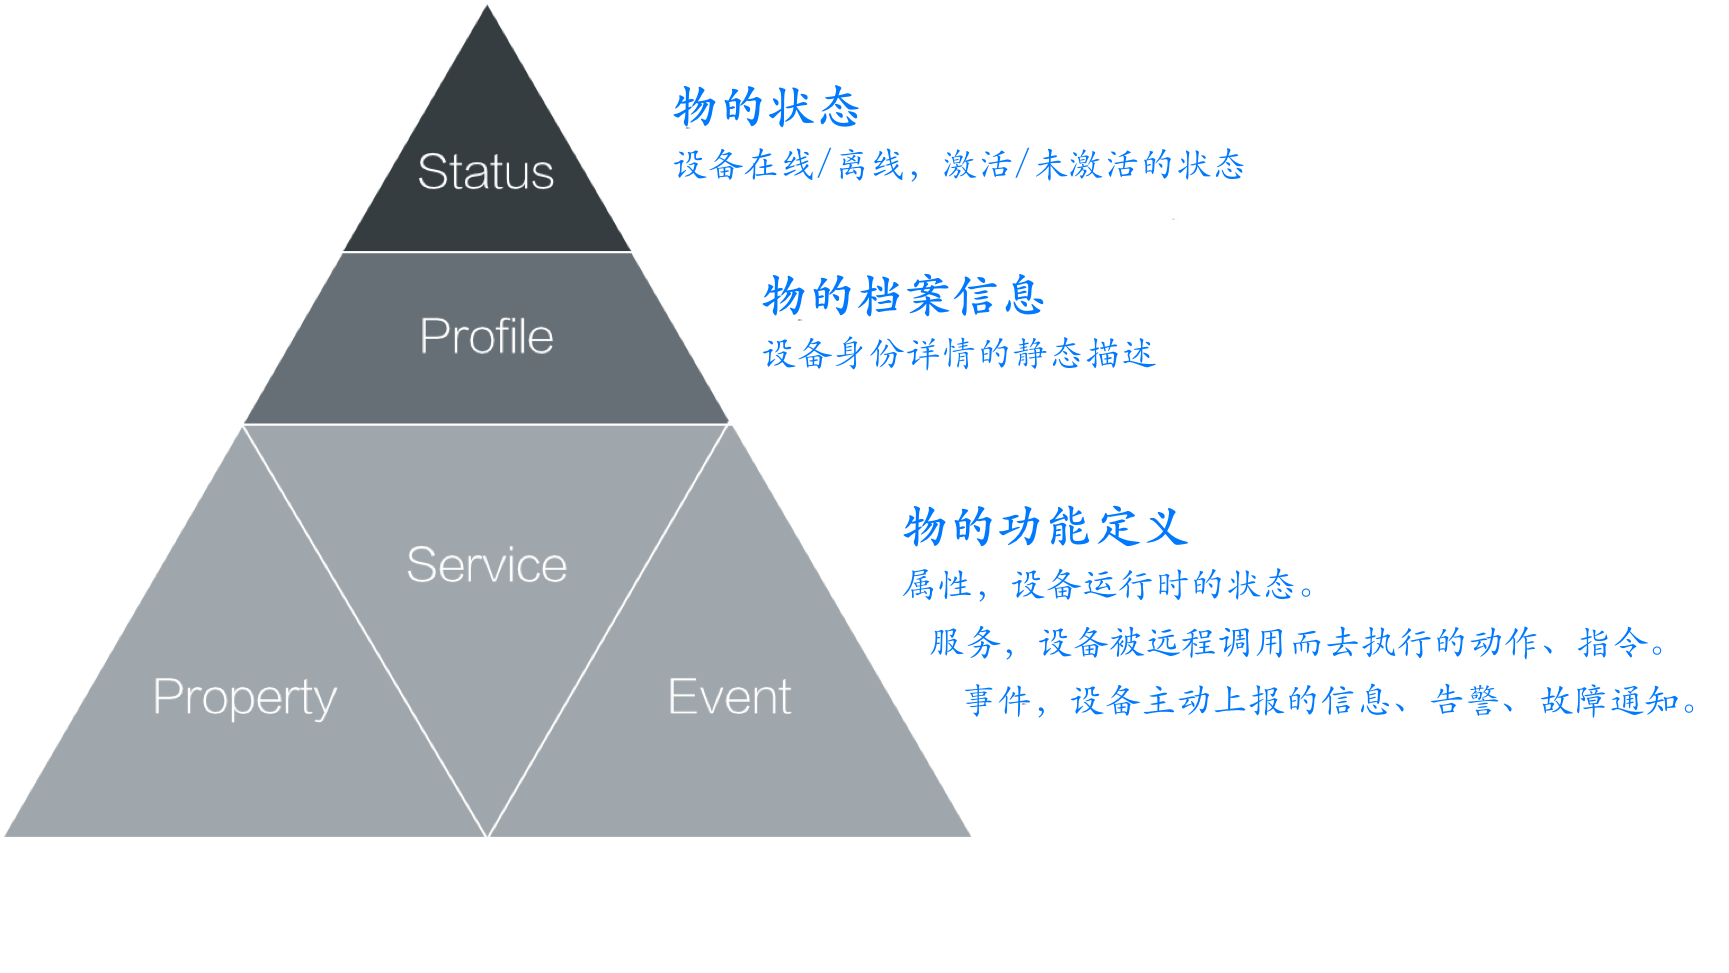 Status
物的状态
设备在线/离线，激活/未激活的状态
Profile
物的档案信息
设备身份详情的静态描述
Service
Property
Event
物的功能定义
属性，设备运行时的状态。
服务，设备被远程调用而去执行的动作、指令。
事件，设备主动上报的信息、告警、故障通知。